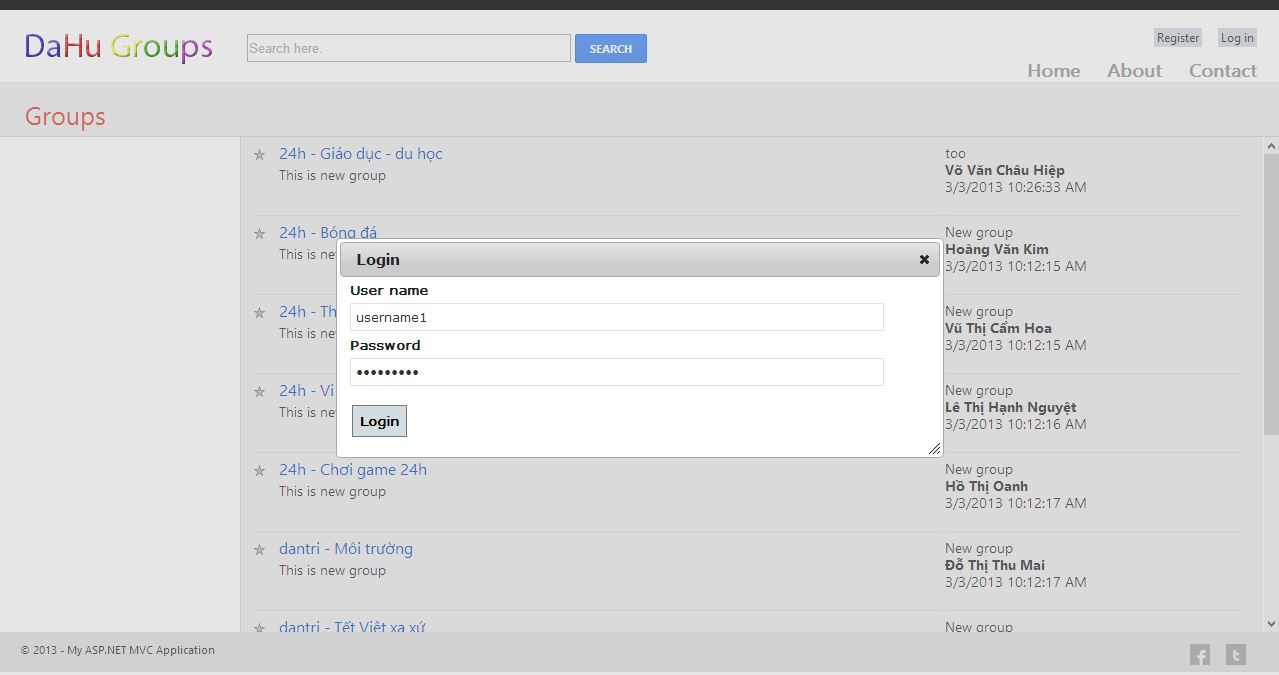 DaHu Groups
Search here.
SEARCH
Register
Log in
Home
About
Contact
Groups
24h - Giáo dục - du học
This is new group
too
Võ Văn Châu Hiệp
3/3/2013 10:26:33 AM
24h - Bóng đá
This is ne
New group
Hoàng Văn Kim
3/3/2013 10:12:15 AM
24h - Th
This is ne
New group
Vũ Thị Cẩm Hoa
3/3/2013 10:12:15 AM
24h - Vi
This is ne
New group
Lê Thị Hạnh Nguyệt
3/3/2013 10:12:16 AM
Login
User name
username1
Password
•••••••••
Login
24h - Chơi game 24h
This is new group
New group
Hồ Thị Oanh
3/3/2013 10:12:17 AM
dantri - Môi trường
This is new group
New group
Đỗ Thị Thu Mai
3/3/2013 10:12:17 AM
dantri - Tết Việt xa xứ
New group
© 2013 - My ASP.NET MVC Application